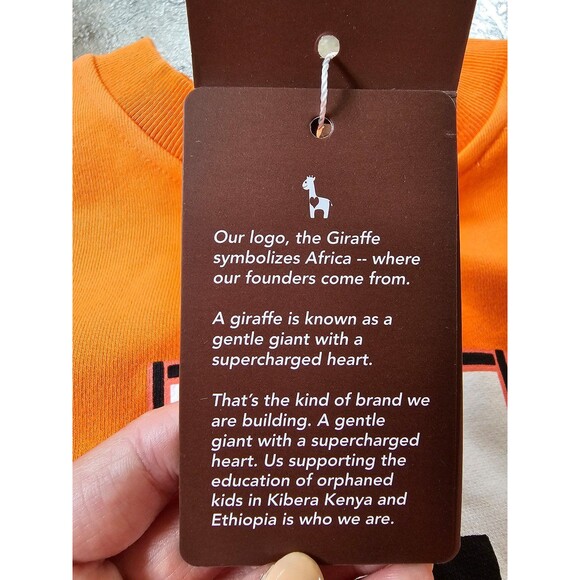 Our logo, the Giraffe
symbolizes Africa -- where
our founders come from.
A giraffe is known as a
gentle giant with a
supercharged heart.
That's the kind of brand we
are building. A gentle
giant with a supercharged
heart. Us supporting the
education of orphaned
kids in Kibera Kenya and
Ethiopia is who we are.